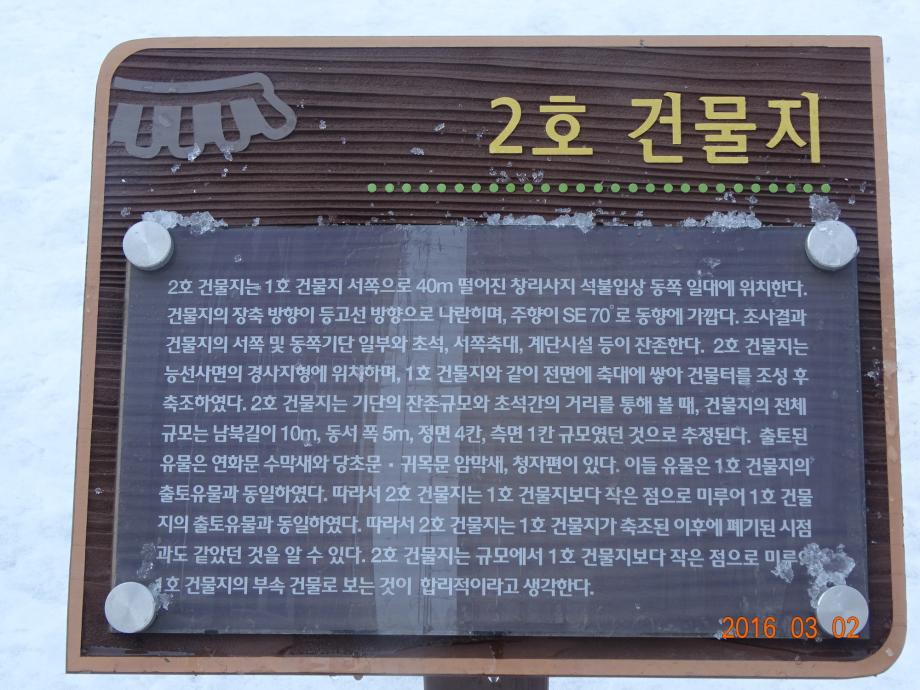 2호 건물지
2호 건물지는 1호 건물지 서쪽으로 40m 떨어진 창리사지 석불입상 동쪽 일대에 위치한다.
건물지의 장축 방향이 등고선 방향으로 나란히며, 주향이 SE 70°로 동향에 가깝다. 조사결과
건물지의 서쪽 및 동쪽기단 일부와 초석, 서쪽축대, 계단시설 등이 잔존한다. 2호 건물지는
능선사면의 경사지형에 위치하며, 1호 건물지와 같이 전면에 축대에 쌓아 건물터를 조성 후
축조하였다. 2호 건물지는 기단의 잔존규모와 초석간의 거리를 통해 볼 때, 건물지의 전체
규모는 남북길이 10m, 동서 폭 5m, 정면 4칸, 측면 1칸 규모였던 것으로 추정된다. 출토된
유물은 연화문 수막새와 당초문·귀목문 암막새, 청자편이 있다. 이들 유물은 1호 건물지의
출토유물과 동일하였다. 따라서 2호 건물지는 1호 건물지보다 작은 점으로 미루어 1호 건물
지의 출토유물과 동일하였다. 따라서 2호 건물지는 1호 건물지가 축조된 이후에 폐기된 시점
과도 같았던 것을 알 수 있다. 2호 건물지는 규모에서 1호 건물지보다 작은 점으로 미루어
1호 건물지의 부속 건물로 보는 것이 합리적이라고 생각한다.
2016 03 02